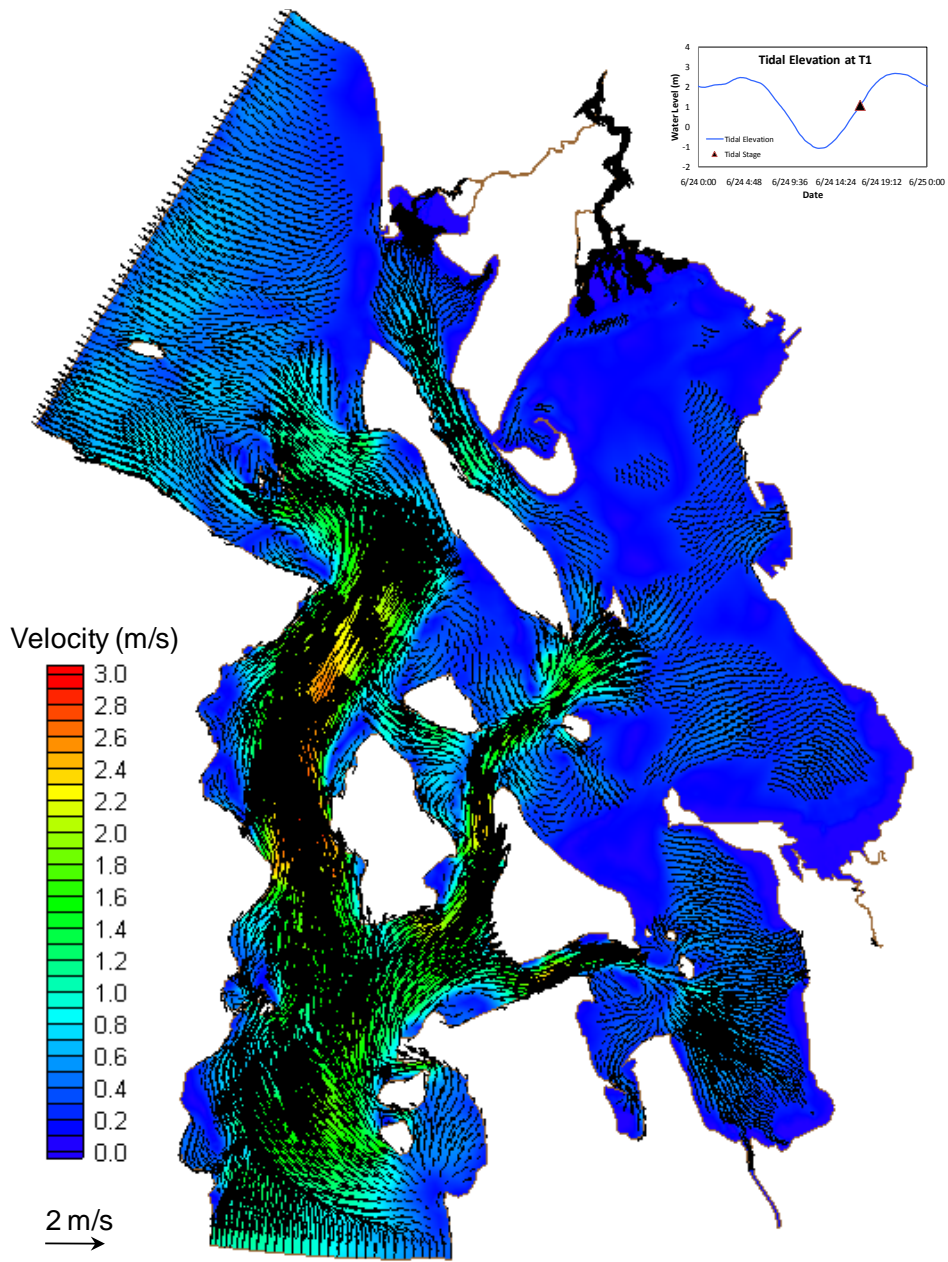 Tidal Elevation at T1
4
3
2
1
0
-1
-2
Water Level (m)
Tidal Elevation
Tidal Stage
6/24 0:00 6/24 4:48 6/24 9:36 6/24 14:24 6/24 19:12 6/25 0:00
Date
Velocity (m/s)
3.0
2.8
2.6
2.4
2.2
2.0
1.8
1.6
1.4
1.2
1.0
0.8
0.6
0.4
0.2
0.0
2 m/s